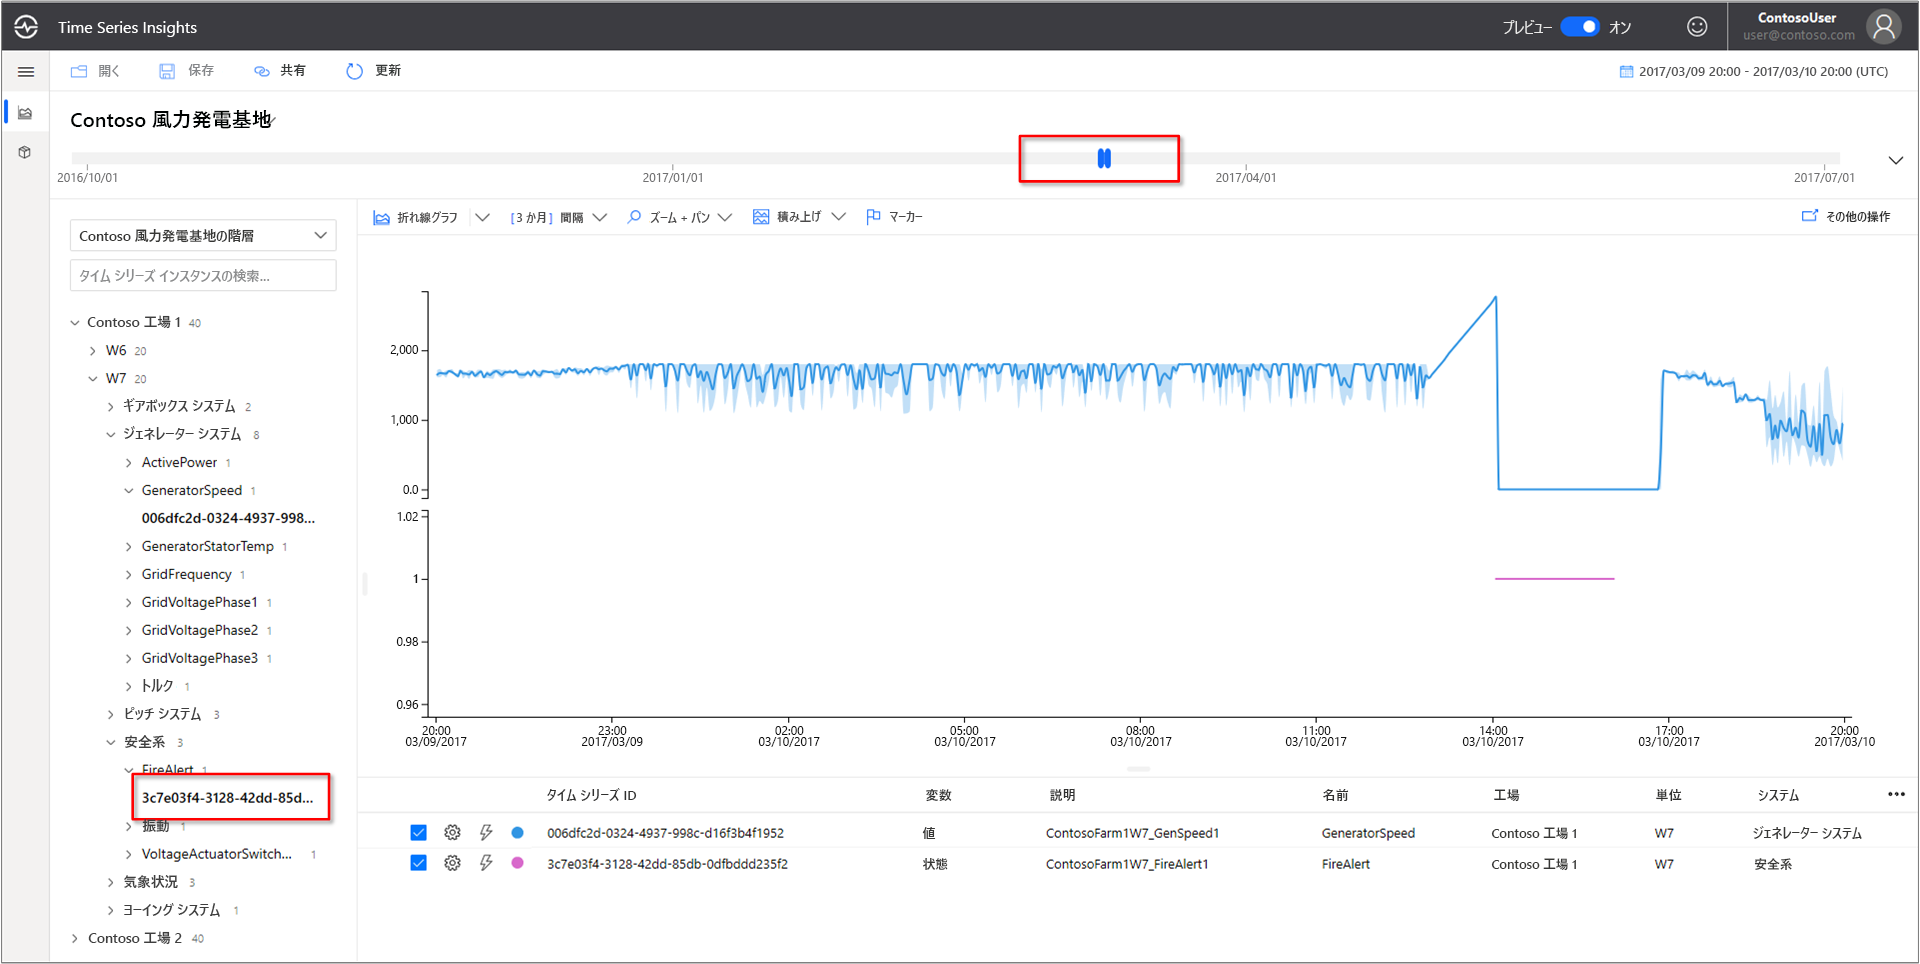 Time Series Insights
プレビュー オン
ContosoUser
user@contoso.com
開く 保存 共有 更新
2017/03/09 20:00 - 2017/03/10 20:00 (UTC)
Contoso 風力発電基地
2016/10/01 2017/01/01 2017/04/01 2017/07/01
折れ線グラフ [3 か月] 間隔 ズーム + パン 積み上げ マーカー その他の操作
Contoso 風力発電基地の階層
タイム シリーズ インスタンスの検索...
Contoso 工場 1 40
W6 20
W7 20
ギアボックス システム 2
ジェネレーター システム 8
ActivePower 1
GeneratorSpeed 1
006dfc2d-0324-4937-998...
GeneratorStatorTemp 1
GridFrequency 1
GridVoltagePhase1 1
GridVoltagePhase2 1
GridVoltagePhase3 1
トルク 1
ピッチ システム 3
安全系 3
FireAlert 1
3c7e03f4-3128-42dd-85d...
振動 1
VoltageActuatorSwitch... 1
気象状況 3
ヨーイング システム 1
Contoso 工場 2 40
2,000
1,000
0.0
1.02
1
0.98
0.96
20:00 23:00 02:00 05:00 08:00 11:00 14:00 17:00 20:00
03/09/2017 2017/03/09 03/10/2017 03/10/2017 03/10/2017 03/10/2017 03/10/2017 03/10/2017 2017/03/10
タイム シリーズ ID 変数 説明 名前 工場 単位 システム
006dfc2d-0324-4937-998c-d16f3b4f1952 値 ContosoFarm1W7_GenSpeed1 GeneratorSpeed Contoso 工場 1 W7 ジェネレーター システム
3c7e03f4-3128-42dd-85db-0dfbddd235f2 状態 ContosoFarm1W7_FireAlert1 FireAlert Contoso 工場 1 W7 安全系